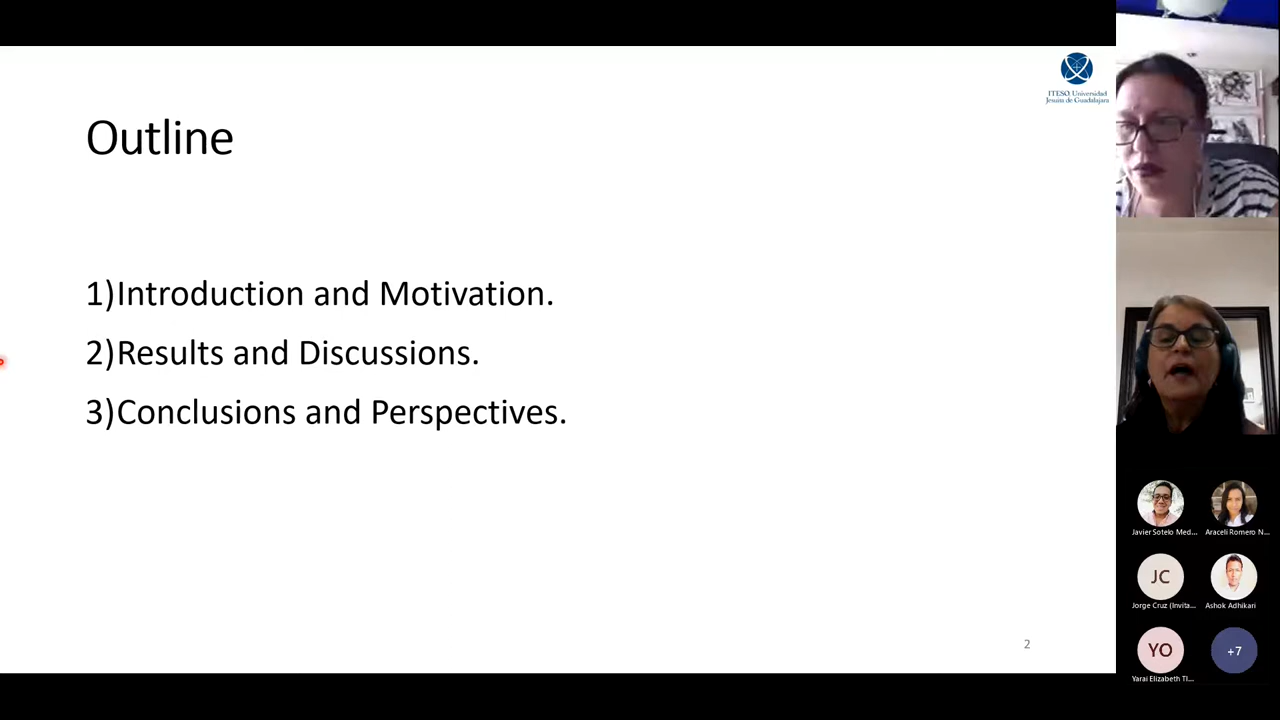 ITESO, Universidad
Jesuita de Guadalajara
Outline
1)Introduction and Motivation.
2)Results and Discussions.
3)Conclusions and Perspectives.
2
Javier Sotelo Med...
Araceli Romero N...
JC
Jorge Cruz (Invita...
Ashok Adhikari
YO
Yarai Elizabeth Tl...
+7